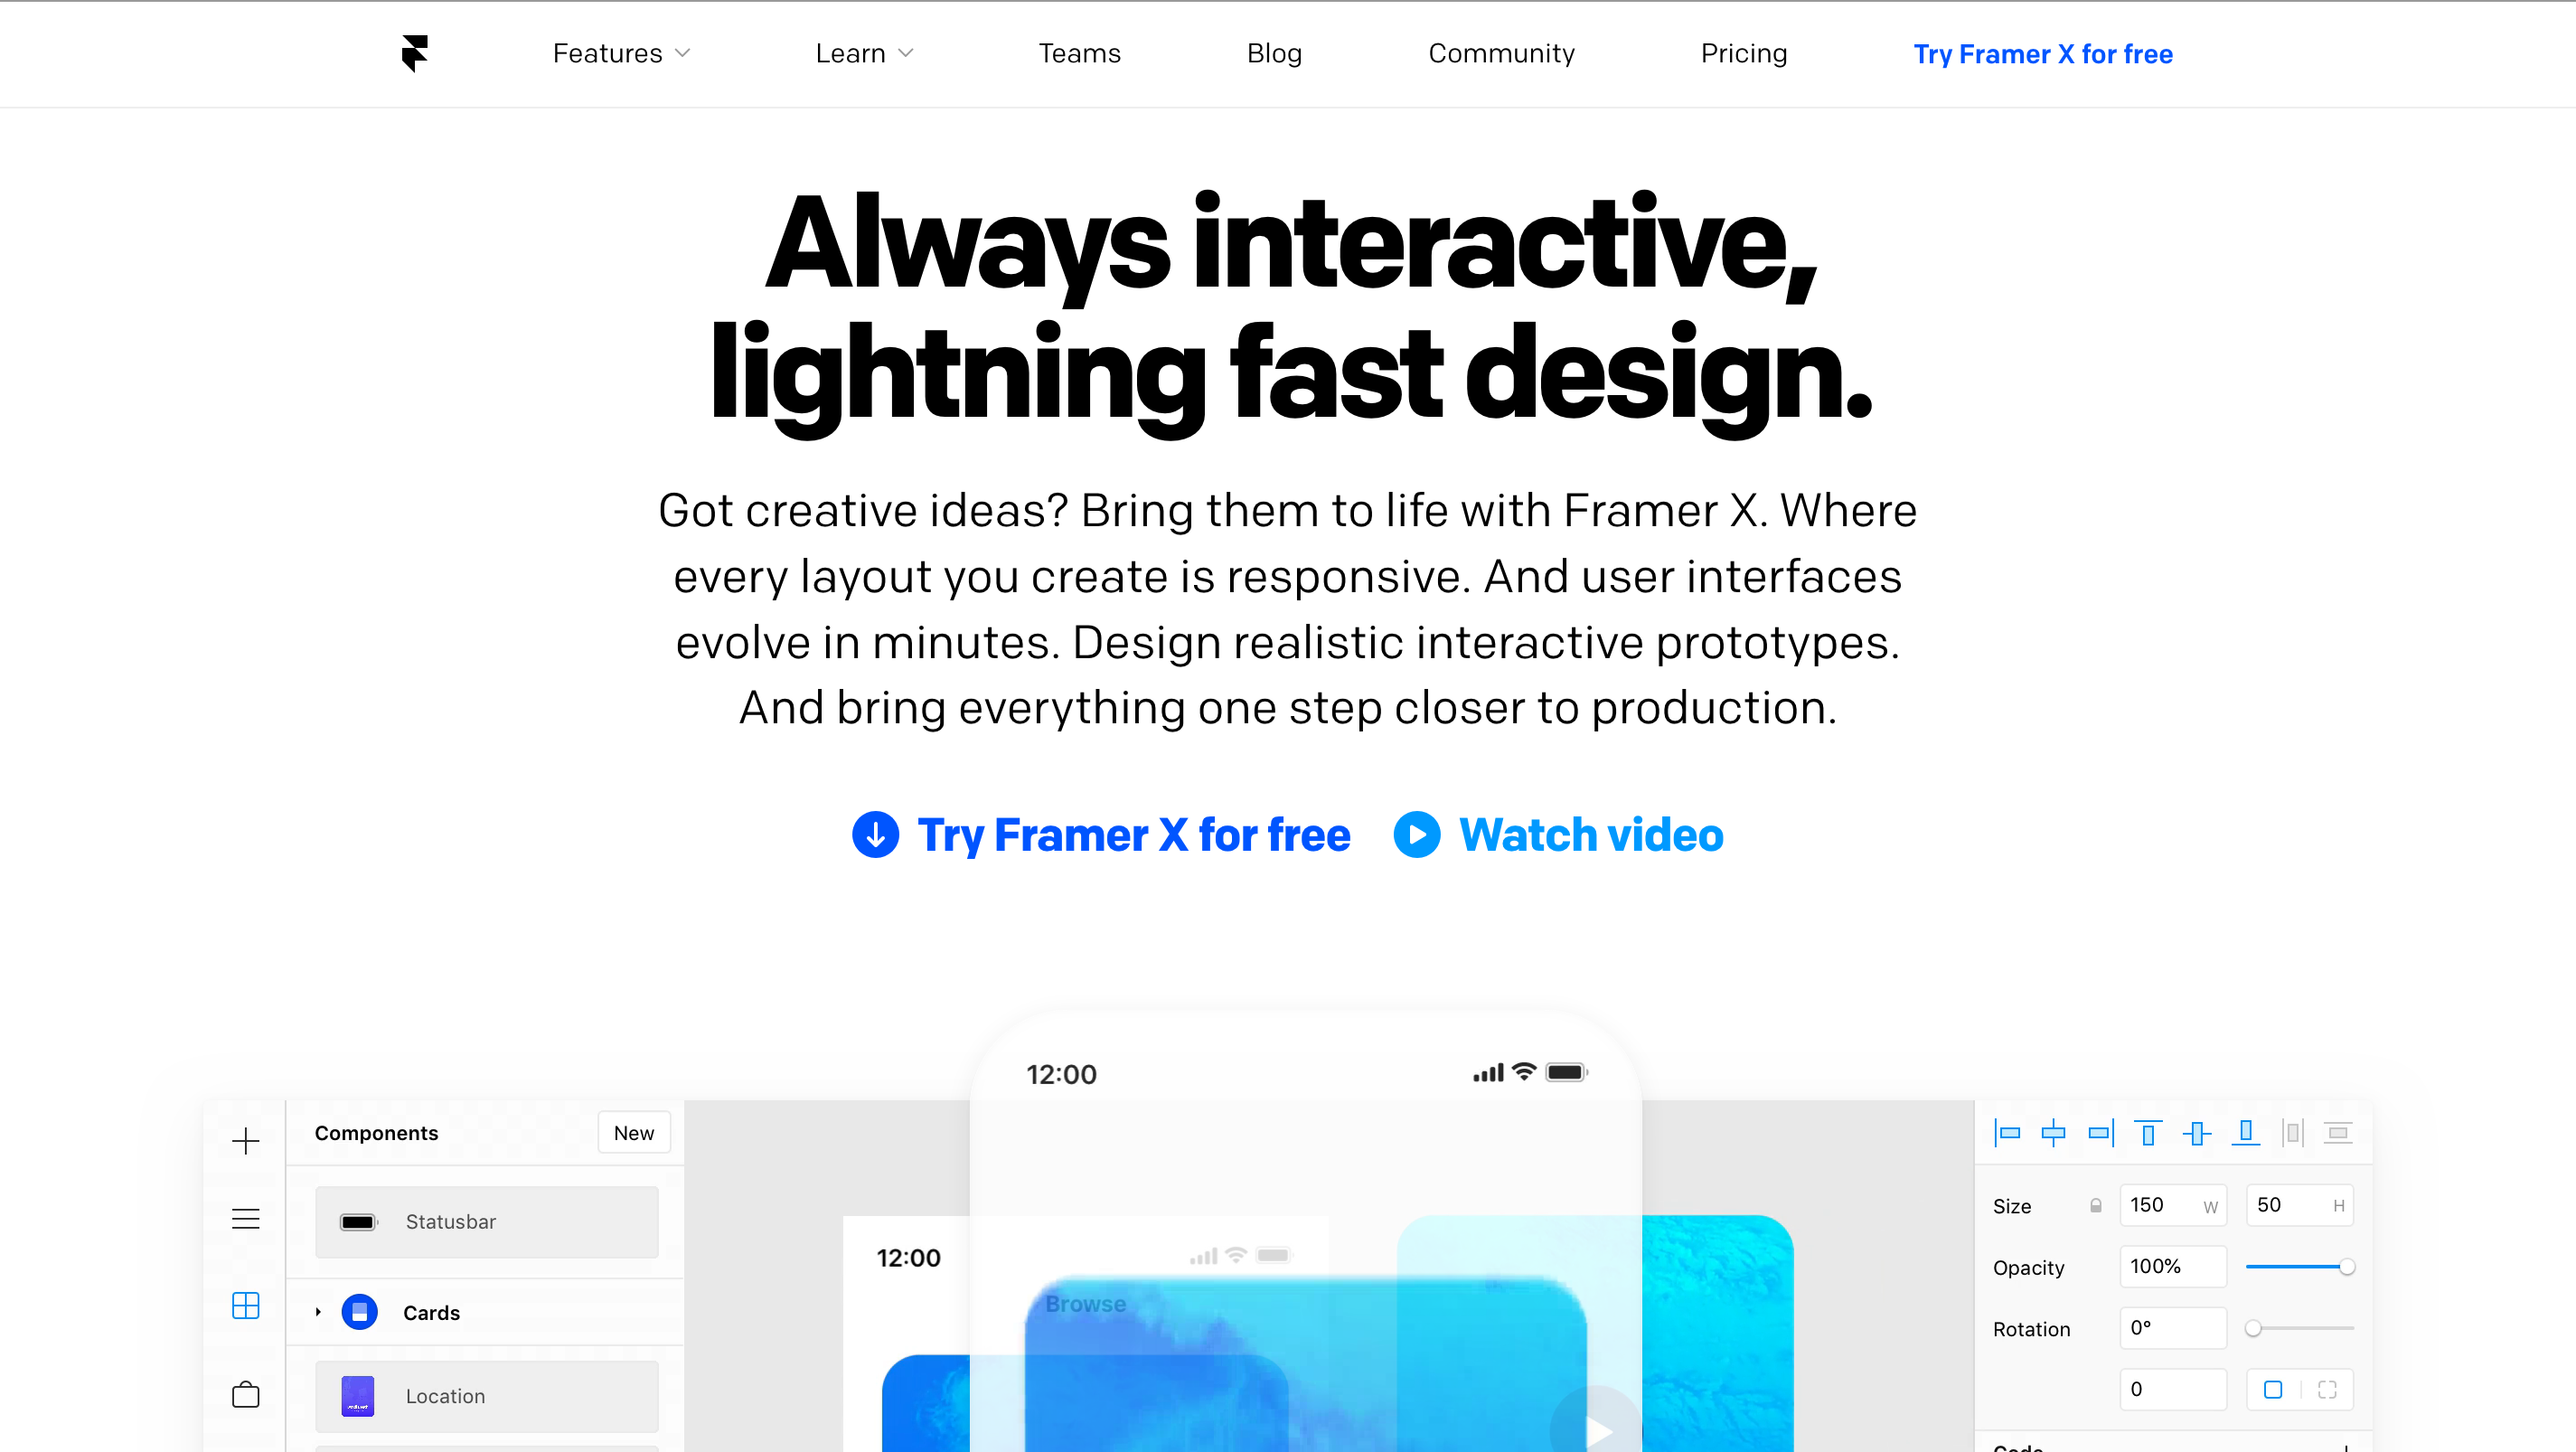 Features
Learn
Teams
Blog
Community
Pricing
Try Framer X for free
Always interactive,
lightning fast design.
Got creative ideas? Bring them to life with Framer X. Where
every layout you create is responsive. And user interfaces
evolve in minutes. Design realistic interactive prototypes.
And bring everything one step closer to production.
Try Framer X for free
Watch video
12:00
Components
New
Statusbar
Cards
Location
12:00
Browse
Size
150 W
50 H
Opacity
100%
Rotation
0°
0
Code